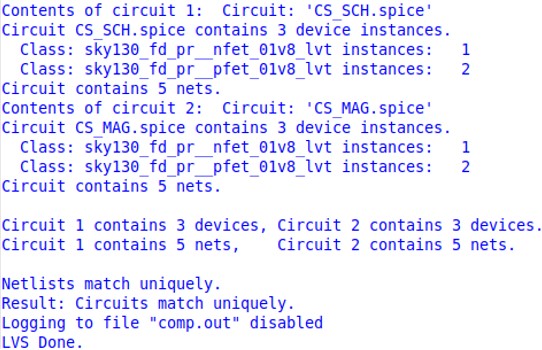 Contents of circuit 1:  Circuit: 'CS_SCH.spice'
Circuit CS_SCH.spice contains 3 device instances.
  Class: sky130_fd_pr__nfet_01v8_lvt instances:   1
  Class: sky130_fd_pr__pfet_01v8_lvt instances:   2
Circuit contains 5 nets.
Contents of circuit 2:  Circuit: 'CS_MAG.spice'
Circuit CS_MAG.spice contains 3 device instances.
  Class: sky130_fd_pr__nfet_01v8_lvt instances:   1
  Class: sky130_fd_pr__pfet_01v8_lvt instances:   2
Circuit contains 5 nets.

Circuit 1 contains 3 devices, Circuit 2 contains 3 devices.
Circuit 1 contains 5 nets,    Circuit 2 contains 5 nets.

Netlists match uniquely.
Result: Circuits match uniquely.
Logging to file "comp.out" disabled
LVS Done.